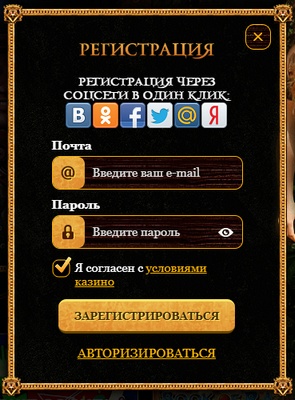 РЕГИСТРАЦИЯ
РЕГИСТРАЦИЯ ЧЕРЕЗ
СОЦСЕТИ В ОДИН КЛИК:
В f @ Я
Почта
@ Введите ваш e-mail
Пароль
Введите пароль
Я согласен с условиями
казино
ЗАРЕГИСТРИРОВАТЬСЯ
АВТОРИЗИРОВАТЬСЯ